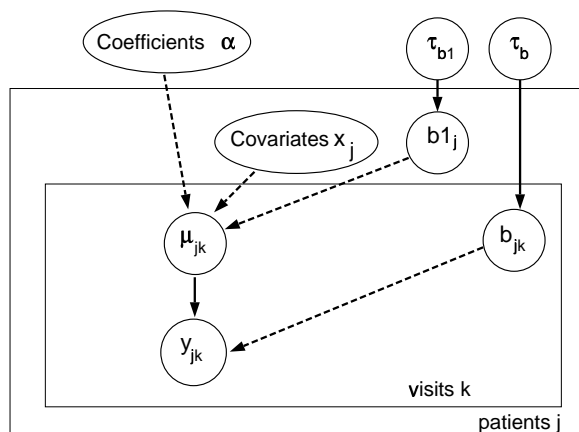 Coefficients α
τb1
τb
Covariates xj
b1j
μjk
bjk
yjk
visits k
patients j